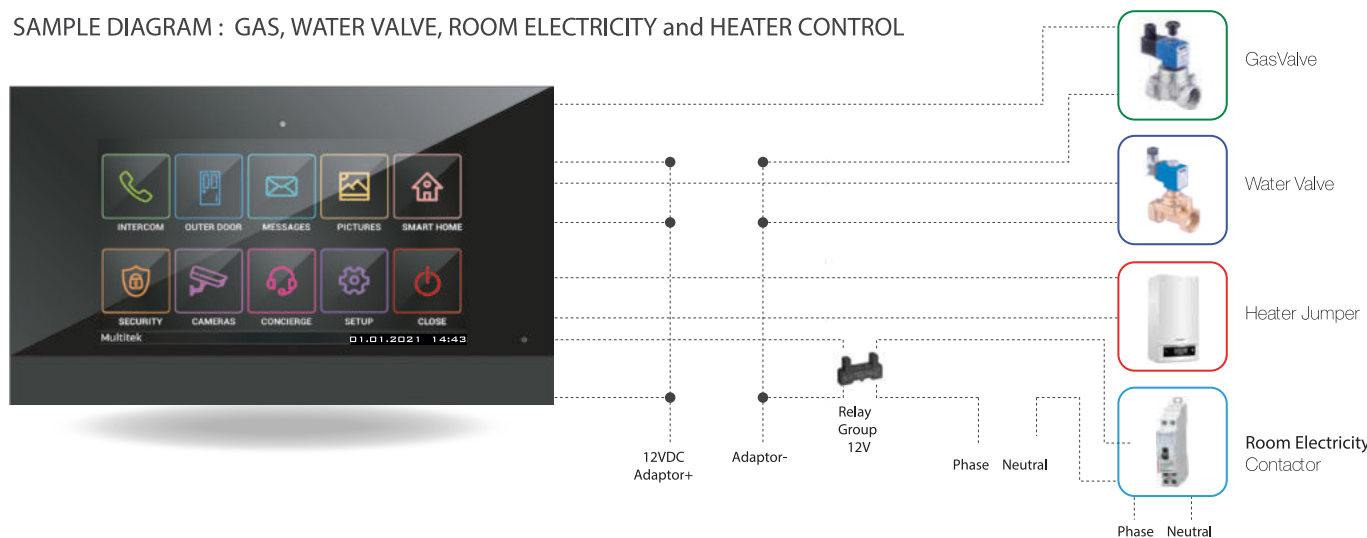 SAMPLE DIAGRAM : GAS, WATER VALVE, ROOM ELECTRICITY and HEATER CONTROL
GasValve
Water Valve
Heater Jumper
Room Electricity
Contactor
INTERCOM
OUTER DOOR
MESSAGES
PICTURES
SMART HOME
SECURITY
CAMERAS
CONCIERGE
SETUP
CLOSE
Multitek
01.01.2021 14:43
Relay
Group
12V
12VDC
Adaptor+
Adaptor-
Phase
Neutral
Phase
Neutral